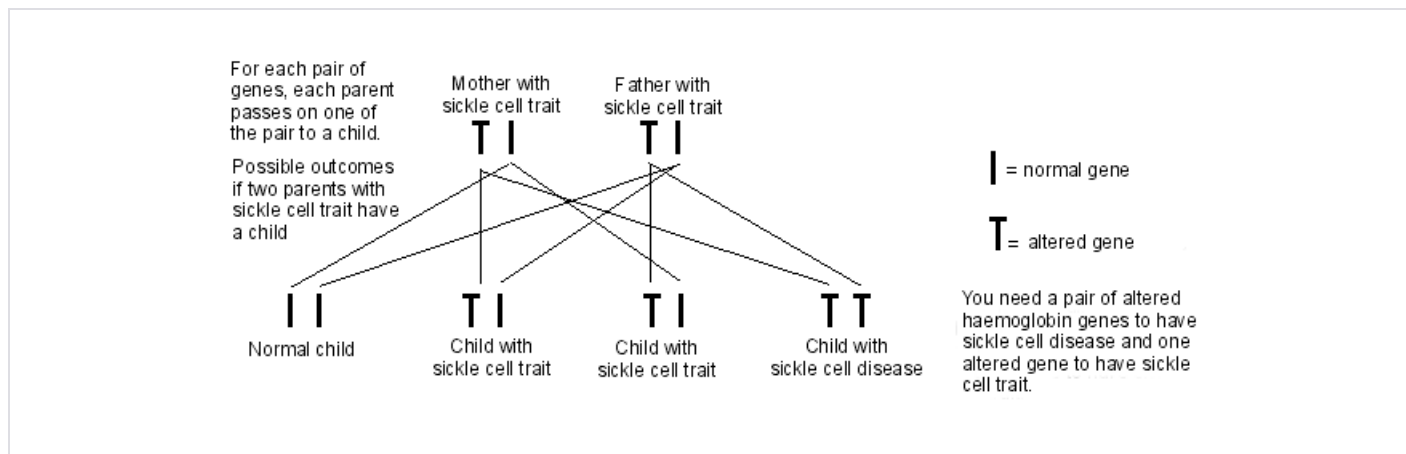 For each pair of
genes, each parent
passes on one of
the pair to a child.
Possible outcomes
if two parents with
sickle cell trait have
a child
Mother with
sickle cell trait
Father with
sickle cell trait
= normal gene
= altered gene
Normal child
Child with
sickle cell trait
Child with
sickle cell trait
Child with
sickle cell disease
You need a pair of altered
haemoglobin genes to have
sickle cell disease and one
altered gene to have sickle
cell trait.